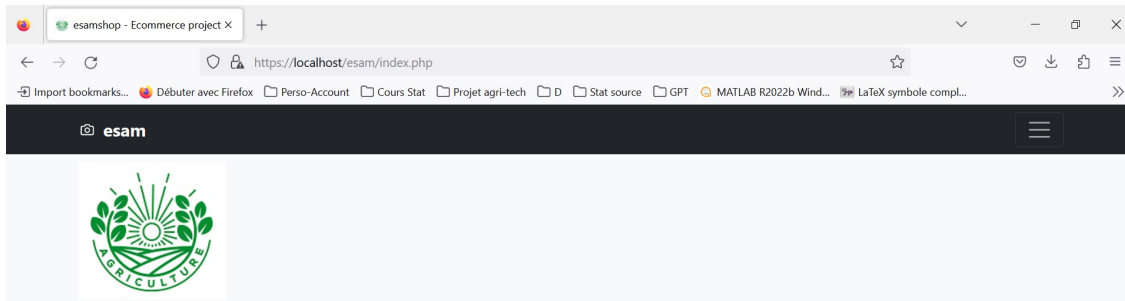 esamshop - Ecommerce project
https://localhost/esam/index.php
Import bookmarks... Débuter avec Firefox Perso-Account Cours Stat Projet agri-tech D Stat source GPT MATLAB R2022b Wind... LaTeX symbole compl...
esam
AGRICULTURE